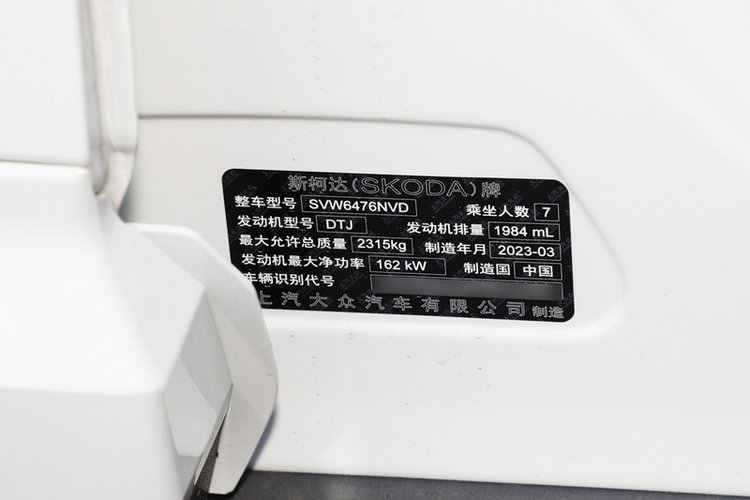 斯柯达(SKODA)牌
整车型号 SVW6476NVD 乘坐人数 7
发动机型号 DTJ 发动机排量 1984 mL
最大允许总质量 2315kg 制造年月 2023-03
发动机最大净功率 162 kW 制造国 中国
车辆识别代号
上汽大众汽车有限公司 制造